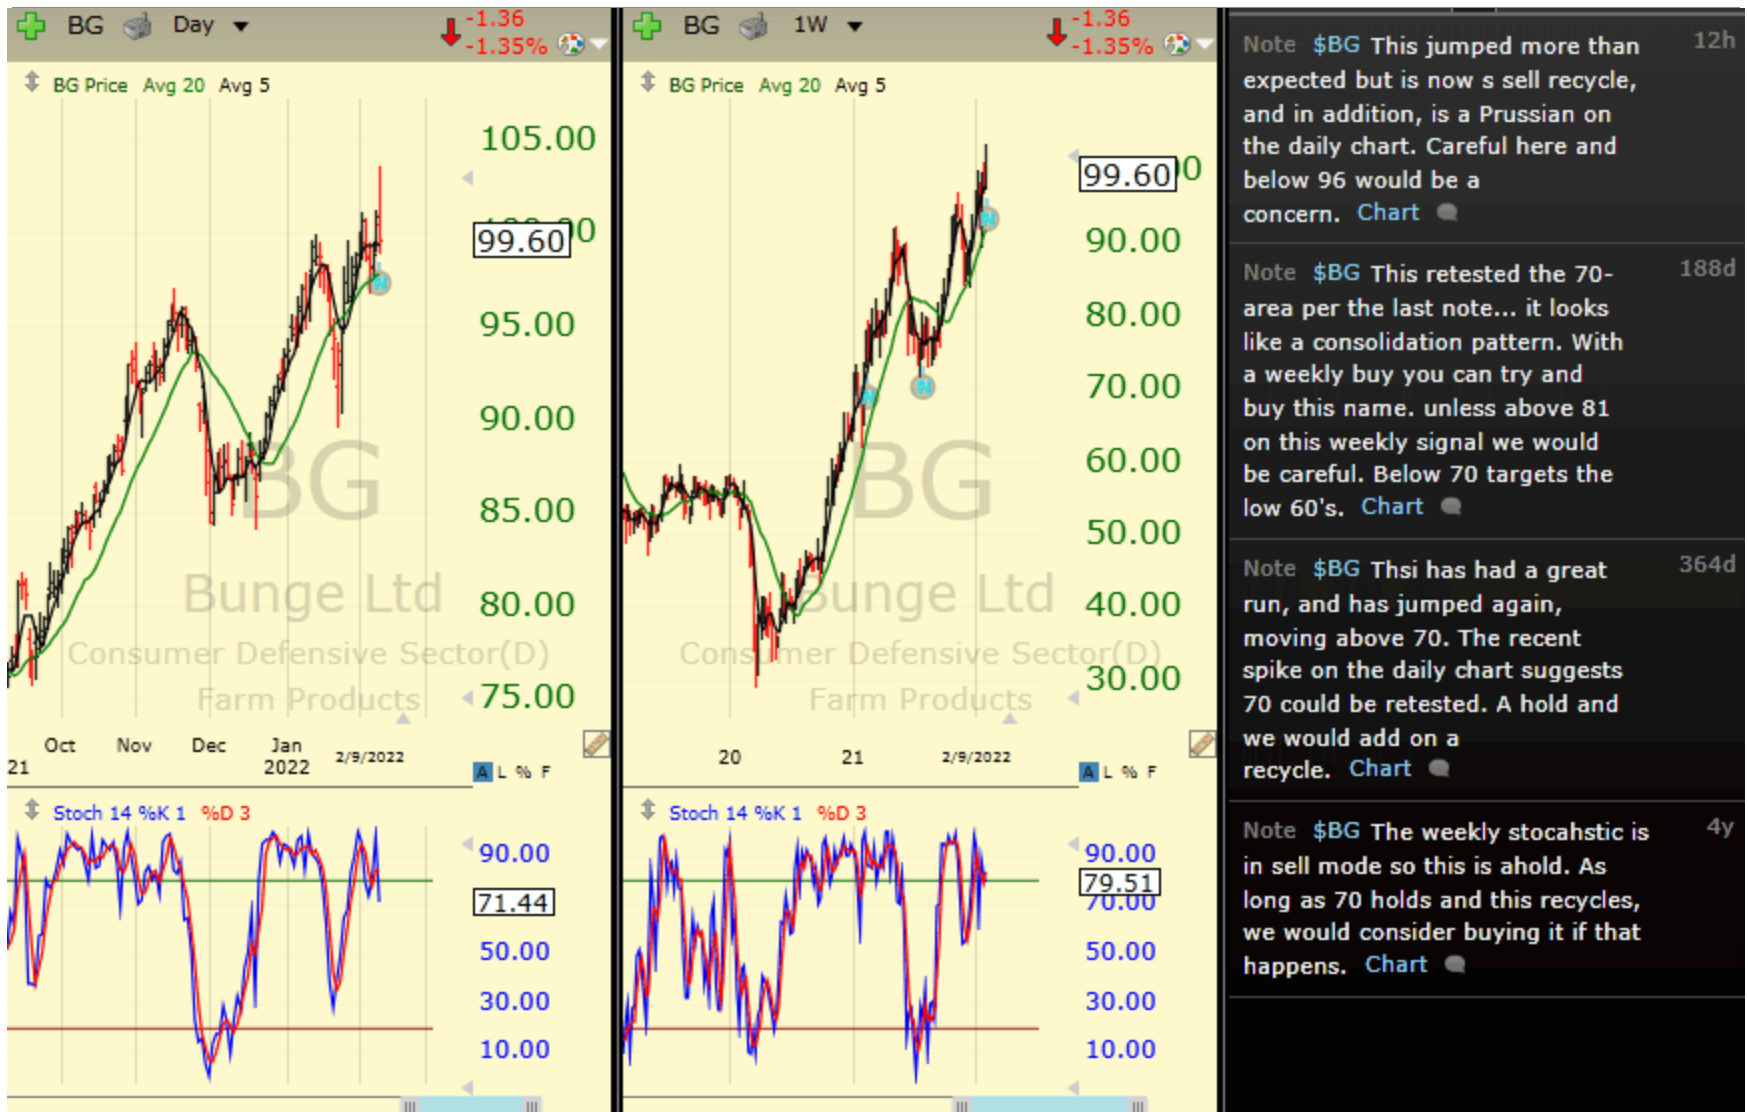 BG Day
-1.36
-1.35%
BG Price Avg 20 Avg 5
105.00
99.60
95.00
90.00
85.00
80.00
75.00
BG
Bunge Ltd
Consumer Defensive Sector(D)
Farm Products
Oct Nov Dec Jan 2/9/2022
21 2022
A L % F
Stoch 14 %K 1 %D 3
90.00
71.44
50.00
30.00
10.00
BG 1W
-1.36
-1.35%
BG Price Avg 20 Avg 5
99.60
90.00
80.00
70.00
60.00
50.00
40.00
30.00
N
N
N
N
BG
Bunge Ltd
Consumer Defensive Sector(D)
Farm Products
20 21 2/9/2022
A L % F
Stoch 14 %K 1 %D 3
90.00
79.51
70.00
50.00
30.00
10.00
Note $BG This jumped more than 12h
expected but is now s sell recycle,
and in addition, is a Prussian on
the daily chart. Careful here and
below 96 would be a
concern. Chart
Note $BG This retested the 70- 188d
area per the last note... it looks
like a consolidation pattern. With
a weekly buy you can try and
buy this name. unless above 81
on this weekly signal we would
be careful. Below 70 targets the
low 60's. Chart
Note $BG Thsi has had a great 364d
run, and has jumped again,
moving above 70. The recent
spike on the daily chart suggests
70 could be retested. A hold and
we would add on a
recycle. Chart
Note $BG The weekly stocahstic is 4y
in sell mode so this is ahold. As
long as 70 holds and this recycles,
we would consider buying it if that
happens. Chart